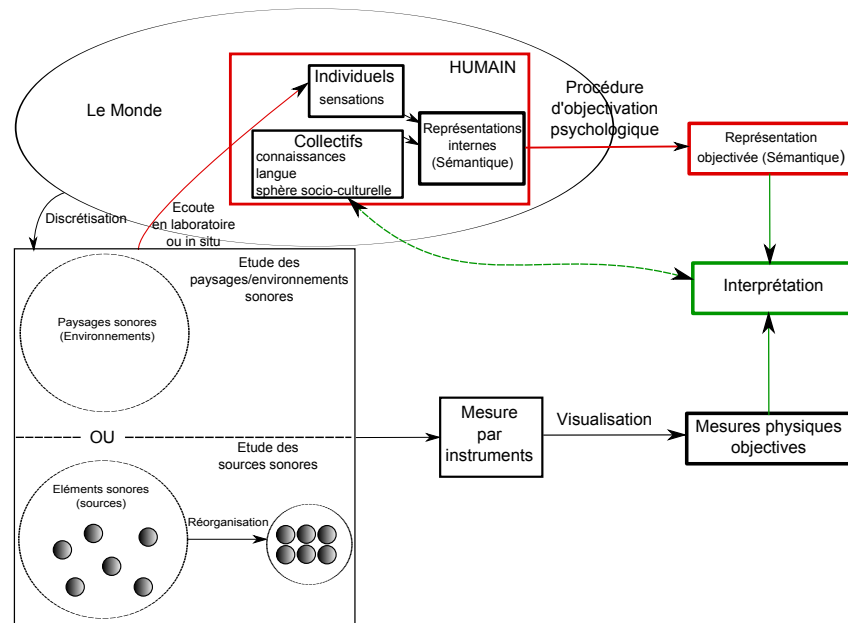 Le Monde
HUMAIN
Individuels
sensations
Collectifs
connaissances
langue
sphère socio-culturelle
Représentations
internes
(Sémantique)
Procédure
d'objectivation
psychologique
Représentation
objectivée (Sémantique)
Discrétisation
Ecoute
en laboratoire
ou in situ
Interprétation
Etude des
paysages/environnements
sonores
Paysages sonores
(Environnements)
OU
Etude des
sources sonores
Eléments sonores
(sources)
Réorganisation
Mesure
par
instruments
Visualisation
Mesures physiques
objectives